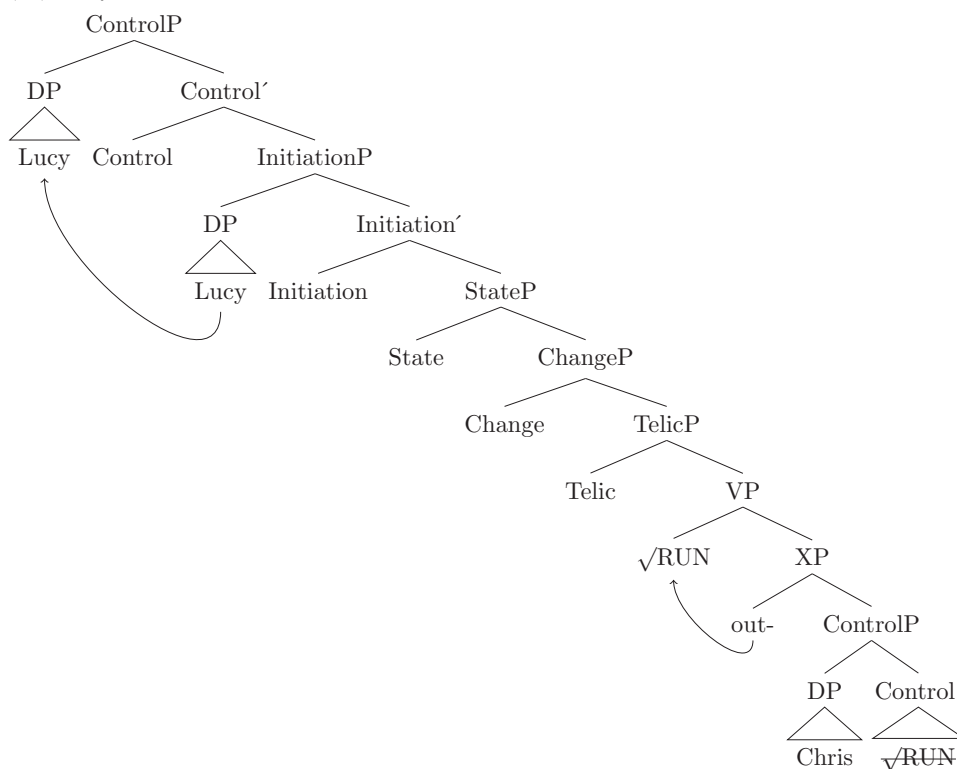 ControlP
DP Control´
Lucy Control InitiationP
DP Initiation´
Lucy Initiation StateP
State ChangeP
Change TelicP
Telic VP
√RUN XP
out- ControlP
DP Control
Chris √RUN